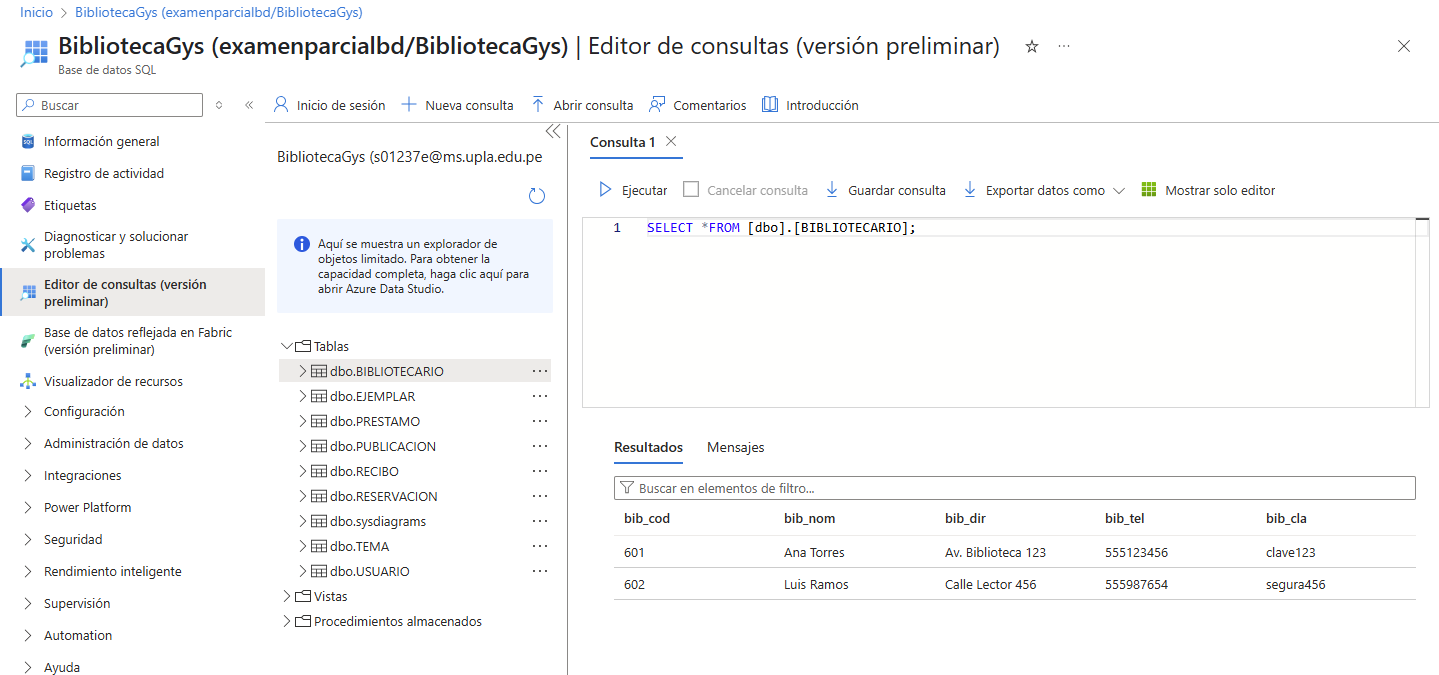 Inicio > BibliotecaGys (examenparcialbd/BibliotecaGys)
BibliotecaGys (examenparcialbd/BibliotecaGys) | Editor de consultas (versión preliminar)
Base de datos SQL
Buscar
Información general
Registro de actividad
Etiquetas
Diagnosticar y solucionar
problemas
Editor de consultas (versión
preliminar)
Base de datos reflejada en Fabric
(versión preliminar)
Visualizador de recursos
Configuración
Administración de datos
Integraciones
Power Platform
Seguridad
Rendimiento inteligente
Supervisión
Automation
Ayuda
Inicio de sesión
Nueva consulta
Abrir consulta
Comentarios
Introducción
BibliotecaGys (s01237e@ms.upla.edu.pe
Aquí se muestra un explorador de
objetos limitado. Para obtener la
capacidad completa, haga clic aquí para
abrir Azure Data Studio.
Tablas
dbo.BIBLIOTECARIO
dbo.EJEMPLAR
dbo.PRESTAMO
dbo.PUBLICACION
dbo.RECIBO
dbo.RESERVACION
dbo.sysdiagrams
dbo.TEMA
dbo.USUARIO
Vistas
Procedimientos almacenados
Consulta 1
Ejecutar Cancelar consulta Guardar consulta Exportar datos como Mostrar solo editor
1 SELECT *FROM [dbo].[BIBLIOTECARIO];
Resultados Mensajes
Buscar en elementos de filtro...
bib_cod bib_nom bib_dir bib_tel bib_cla
601 Ana Torres Av. Biblioteca 123 555123456 clave123
602 Luis Ramos Calle Lector 456 555987654 segura456